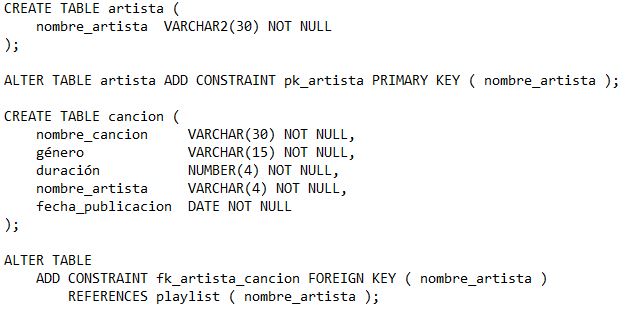 CREATE TABLE artista (
nombre_artista VARCHAR2(30) NOT NULL
);
ALTER TABLE artista ADD CONSTRAINT pk_artista PRIMARY KEY ( nombre_artista );
CREATE TABLE cancion (
nombre_cancion VARCHAR(30) NOT NULL,
género VARCHAR(15) NOT NULL,
duración NUMBER(4) NOT NULL,
nombre_artista VARCHAR(4) NOT NULL,
fecha_publicacion DATE NOT NULL
);
ALTER TABLE
ADD CONSTRAINT fk_artista_cancion FOREIGN KEY ( nombre_artista )
REFERENCES playlist ( nombre_artista );